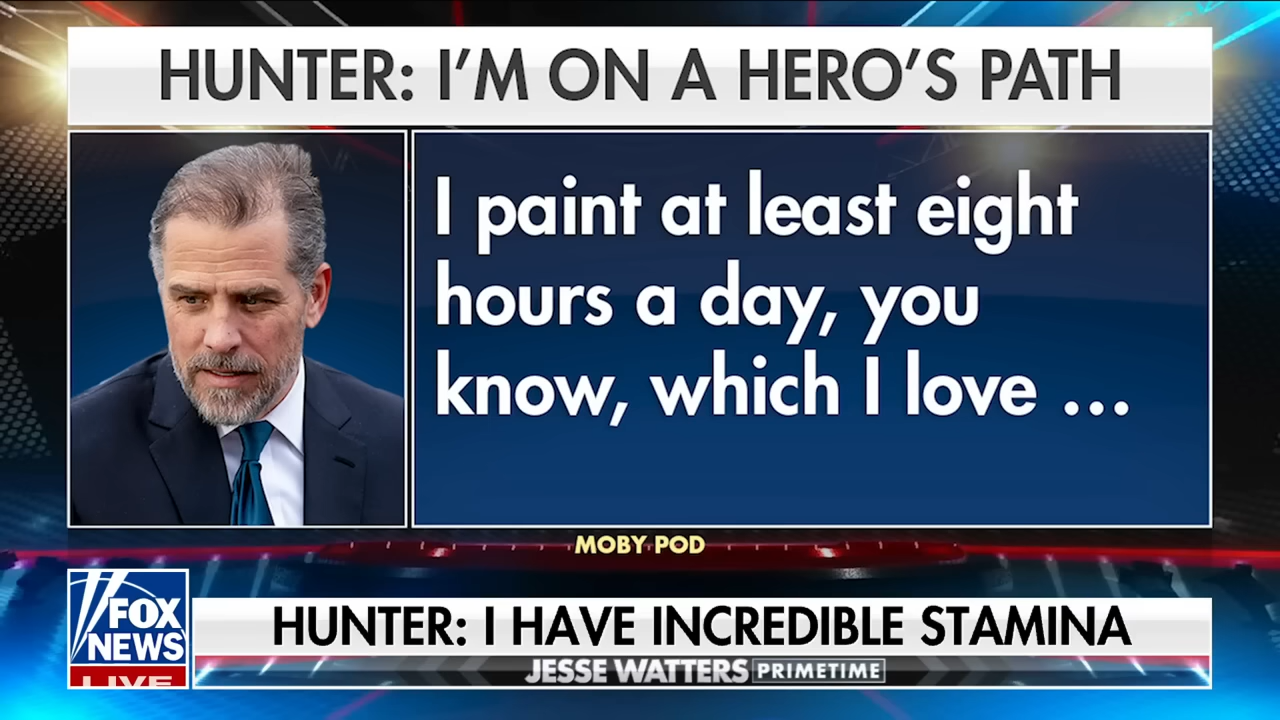 HUNTER: I'M ON A HERO'S PATH
I paint at least eight
hours a day, you
know, which I love ...
MOBY POD
FOX
NEWS
LIVE
HUNTER: I HAVE INCREDIBLE STAMINA
JESSE WATTERS PRIMETIME